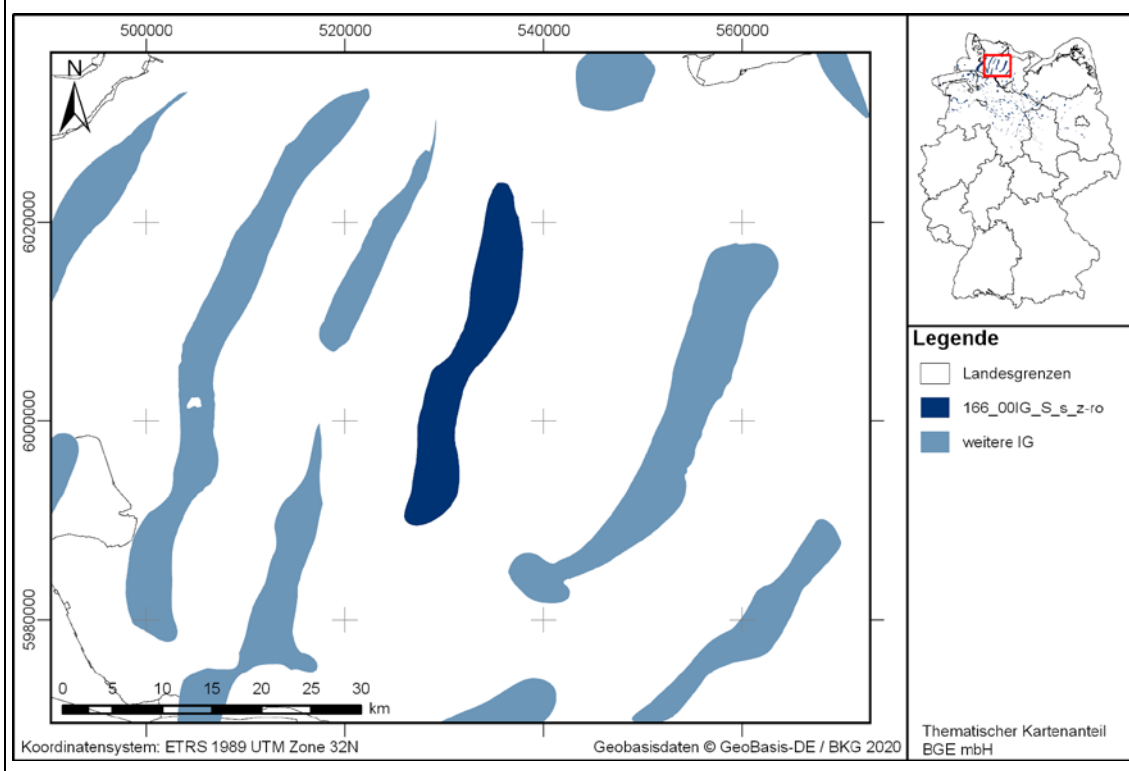 500000 520000 540000 560000
N
6020000
6000000
5980000
0 5 10 15 20 25 30
km
Koordinatensystem: ETRS 1989 UTM Zone 32N
Geobasisdaten © GeoBasis-DE / BKG 2020
Legende
Landesgrenzen
166_00IG_S_s_z-ro
weitere IG
Thematischer Kartenanteil
BGE mbH